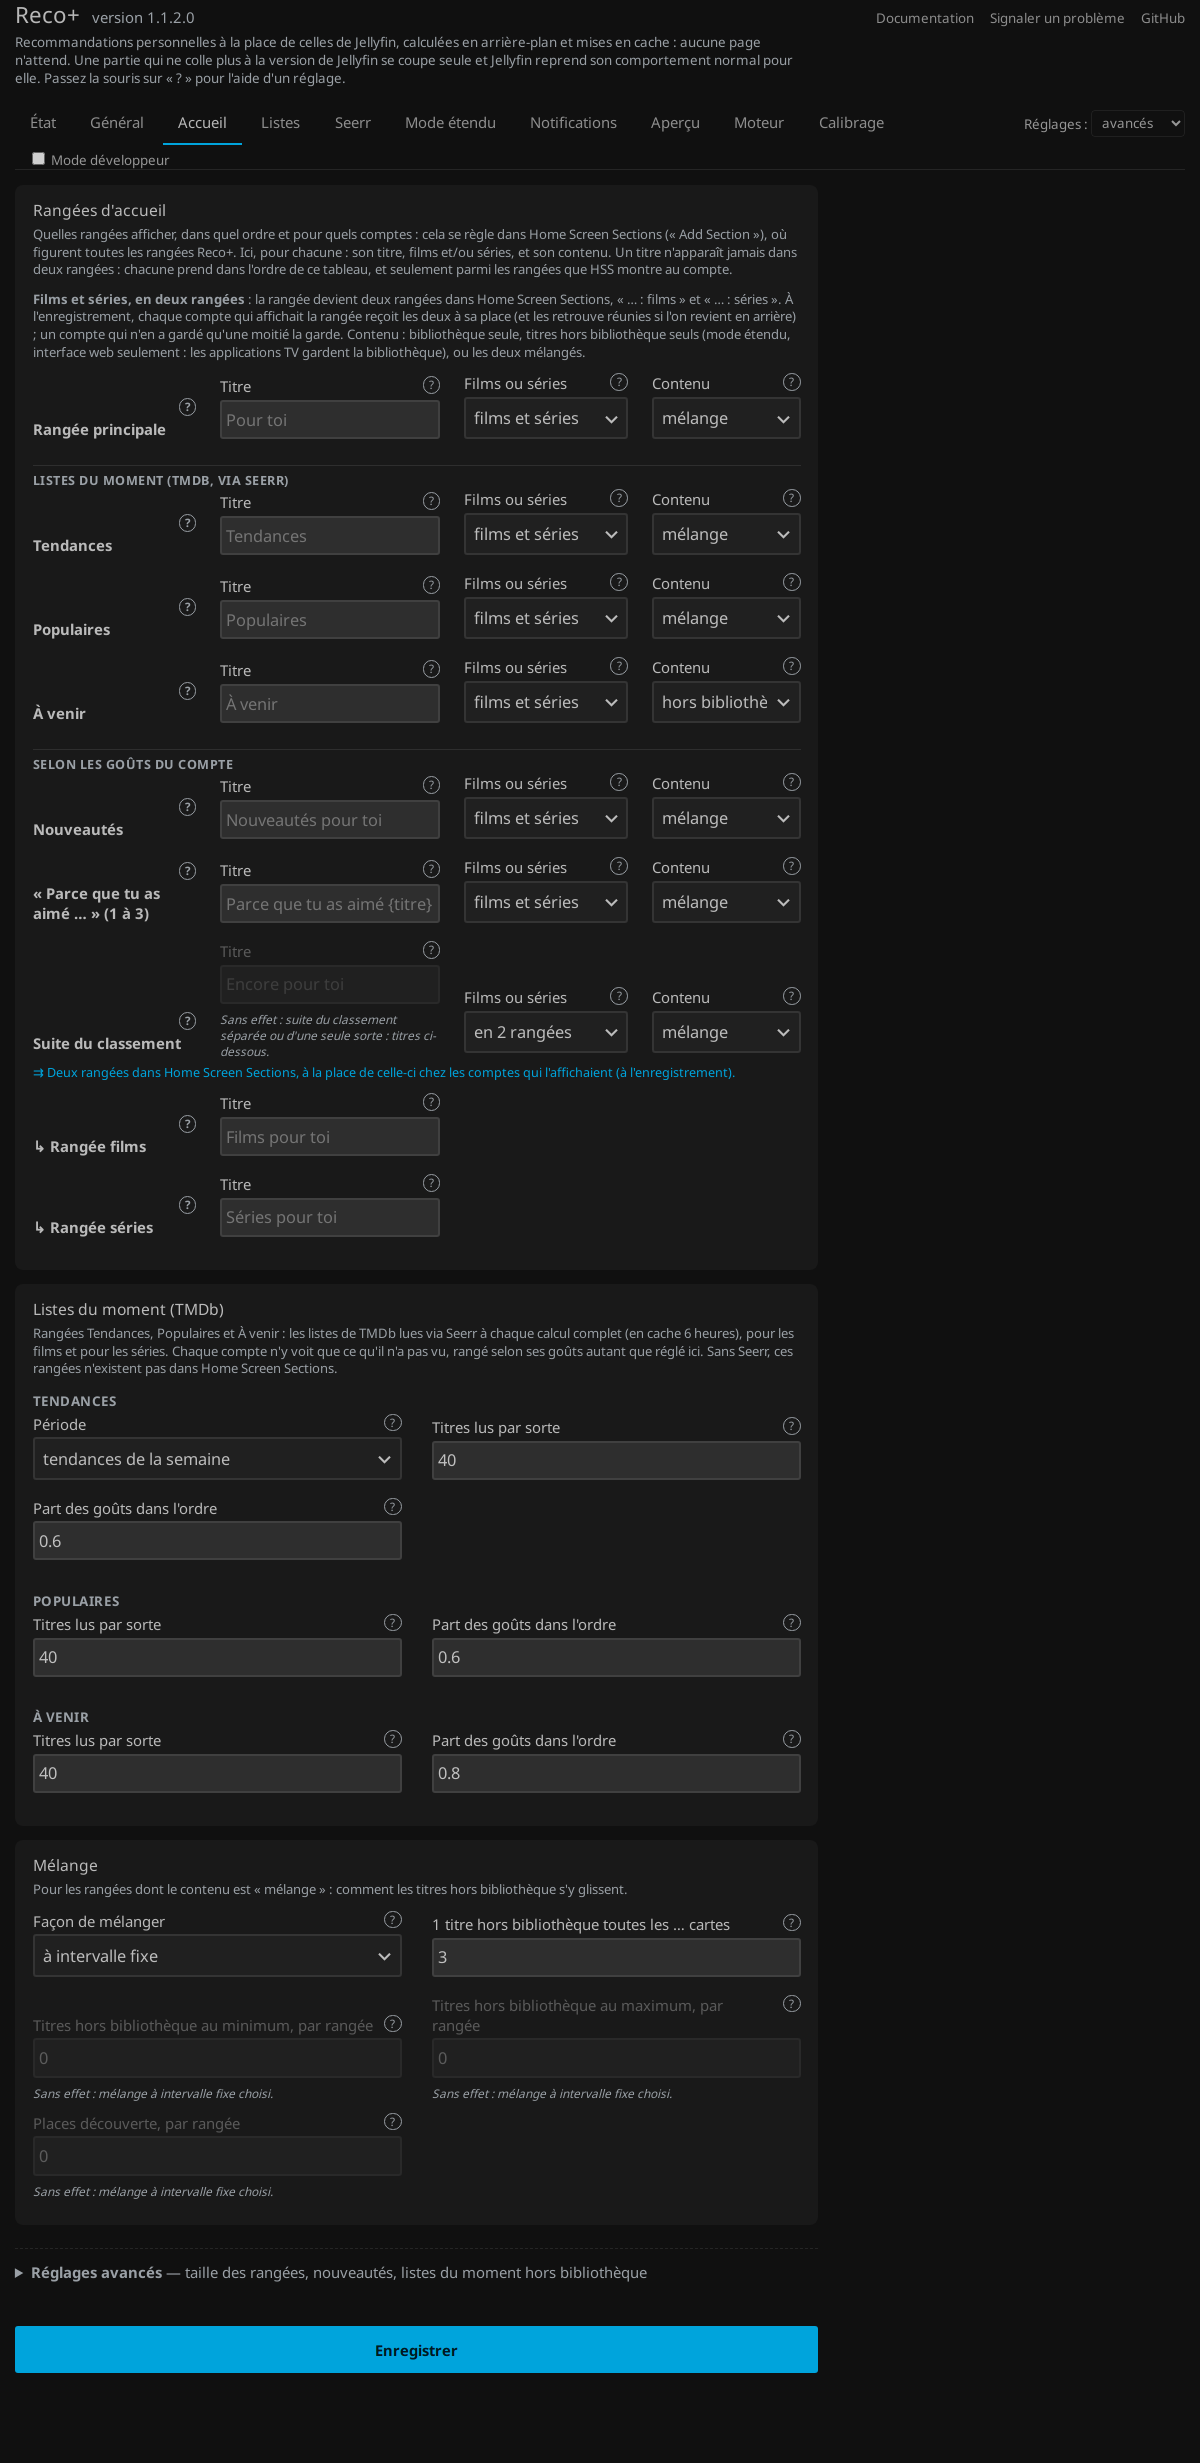 Reco+ version 1.1.2.0
Documentation Signaler un problème GitHub
Recommandations personnelles à la place de celles de Jellyfin, calculées en arrière-plan et mises en cache : aucune page
n'attend. Une partie qui ne colle plus à la version de Jellyfin se coupe seule et Jellyfin reprend son comportement normal pour
elle. Passez la souris sur « ? » pour l'aide d'un réglage.
État Général Accueil Listes Seerr Mode étendu Notifications Aperçu Moteur Calibrage
Réglages : avancés
Mode développeur
Rangées d'accueil
Quelles rangées afficher, dans quel ordre et pour quels comptes : cela se règle dans Home Screen Sections (« Add Section »), où
figurent toutes les rangées Reco+. Ici, pour chacune : son titre, films et/ou séries, et son contenu. Un titre n'apparaît jamais dans
deux rangées : chacune prend dans l'ordre de ce tableau, et seulement parmi les rangées que HSS montre au compte.
Films et séries, en deux rangées : la rangée devient deux rangées dans Home Screen Sections, « … : films » et « … : séries ». À
l'enregistrement, chaque compte qui affichait la rangée reçoit les deux à sa place (et les retrouve réunies si l'on revient en arrière)
; un compte qui n'en a gardé qu'une moitié la garde. Contenu : bibliothèque seule, titres hors bibliothèque seuls (mode étendu,
interface web seulement : les applications TV gardent la bibliothèque), ou les deux mélangés.
Titre ? Films ou séries ? Contenu ?
Rangée principale ? Pour toi films et séries mélange
LISTES DU MOMENT (TMDB, VIA SEERR)
Titre ? Films ou séries ? Contenu ?
Tendances ? Tendances films et séries mélange
Titre ? Films ou séries ? Contenu ?
Populaires ? Populaires films et séries mélange
Titre ? Films ou séries ? Contenu ?
À venir ? À venir films et séries hors bibliothè
SELON LES GOÛTS DU COMPTE
Titre ? Films ou séries ? Contenu ?
Nouveautés ? Nouveautés pour toi films et séries mélange
? Titre ? Films ou séries ? Contenu ?
« Parce que tu as
aimé … » (1 à 3) Parce que tu as aimé {titre} films et séries mélange
Titre ?
Encore pour toi
Films ou séries ? Contenu ?
Suite du classement ? en 2 rangées mélange
Sans effet : suite du classement
séparée ou d'une seule sorte : titres ci-
dessous.
⇉ Deux rangées dans Home Screen Sections, à la place de celle-ci chez les comptes qui l'affichaient (à l'enregistrement).
Titre ?
↳ Rangée films ? Films pour toi
Titre ?
↳ Rangée séries ? Séries pour toi
Listes du moment (TMDb)
Rangées Tendances, Populaires et À venir : les listes de TMDb lues via Seerr à chaque calcul complet (en cache 6 heures), pour les
films et pour les séries. Chaque compte n'y voit que ce qu'il n'a pas vu, rangé selon ses goûts autant que réglé ici. Sans Seerr, ces
rangées n'existent pas dans Home Screen Sections.
TENDANCES
Période ? Titres lus par sorte ?
tendances de la semaine 40
Part des goûts dans l'ordre ?
0.6
POPULAIRES
Titres lus par sorte ? Part des goûts dans l'ordre ?
40 0.6
À VENIR
Titres lus par sorte ? Part des goûts dans l'ordre ?
40 0.8
Mélange
Pour les rangées dont le contenu est « mélange » : comment les titres hors bibliothèque s'y glissent.
Façon de mélanger ? 1 titre hors bibliothèque toutes les … cartes ?
à intervalle fixe 3
Titres hors bibliothèque au minimum, par rangée ?
0
Sans effet : mélange à intervalle fixe choisi.
Titres hors bibliothèque au maximum, par
rangée ?
0
Sans effet : mélange à intervalle fixe choisi.
Places découverte, par rangée ?
0
Sans effet : mélange à intervalle fixe choisi.
▶ Réglages avancés — taille des rangées, nouveautés, listes du moment hors bibliothèque
Enregistrer